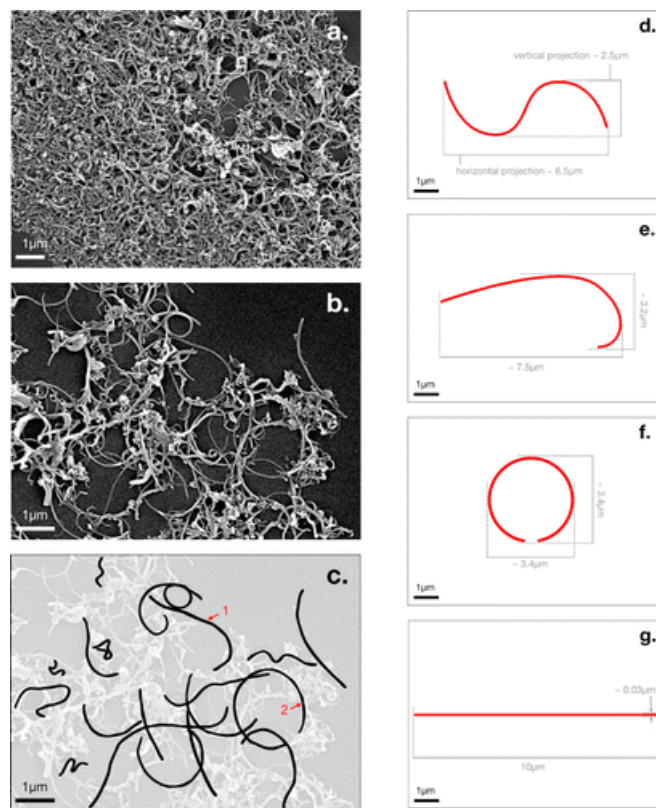 a.
1µm
b.
1µm
c.
1
2
1µm
d.
vertical projection ~ 2.5µm
horizontal projection ~ 6.5µm
1µm
e.
~ 3.2µm
~ 7.5µm
1µm
f.
~ 3.4µm
~ 3.4µm
1µm
g.
~ 0.03µm
10µm
1µm